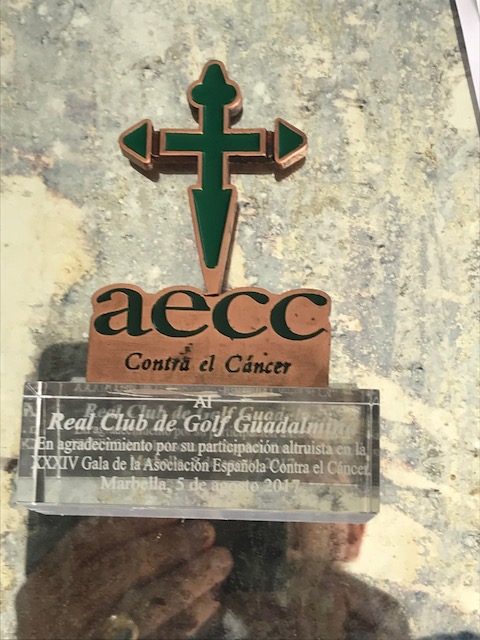 aecc
Contra el Cáncer
Al
Real Club de Golf Guadalmina
En agradecimiento por su participación altruista en la
XXXIV Gala de la Asociación Española Contra el Cáncer
Marbella, 5 de agosto 2017